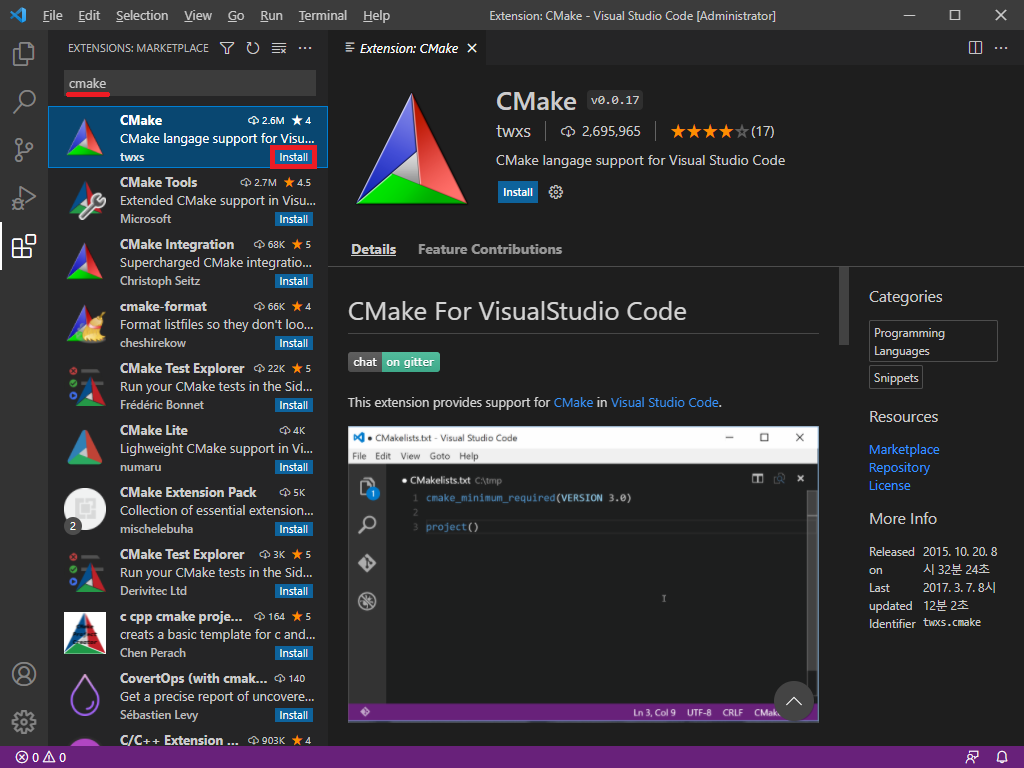 File Edit Selection View Go Run Terminal Help Extension: CMake - Visual Studio Code [Administrator]
EXTENSIONS: MARKETPLACE
cmake
CMake 2.6M 4
CMake langage support for Visu...
twxs Install
CMake Tools 2.7M 4.5
Extended CMake support in Visu...
Microsoft Install
CMake Integration 68K 5
Supercharged CMake integratio...
Christoph Seitz Install
cmake-format 66K 4
Format listfiles so they don't loo...
cheshirekow Install
CMake Test Explorer 22K 5
Run your CMake tests in the Sid...
Frédéric Bonnet Install
CMake Lite 4K
Lighweight CMake support in Vi...
numaru Install
CMake Extension Pack 5K
Collection of essential extension...
2 mischelebuha Install
CMake Test Explorer 3K 5
Run your CMake tests in the Sid...
Derivitec Ltd Install
c cpp cmake proje... 164 5
creats a basic template for c and...
Chen Perach Install
CovertOps (with cmak... 140
Get a precise report of uncovere...
Sébastien Levy Install
C/C++ Extension ... 903K 4
Extension: CMake
CMake v0.0.17
twxs 2,695,965 (17)
CMake langage support for Visual Studio Code
Install
Details Feature Contributions
CMake For VisualStudio Code
chat on gitter
This extension provides support for CMake in Visual Studio Code.
● CMakelists.txt - Visual Studio Code
File Edit View Goto Help
● CMakelists.txt C:\tmp
1
1 cmake_minimum_required(VERSION 3.0)
2
3 project()
Ln 3, Col 9 UTF-8 CRLF CMak
Categories
Programming
Languages
Snippets
Resources
Marketplace
Repository
License
More Info
Released 2015. 10. 20. 8
on 시 32분 24초
Last 2017. 3. 7. 8시
updated 12분 2초
Identifier twxs.cmake
0 0